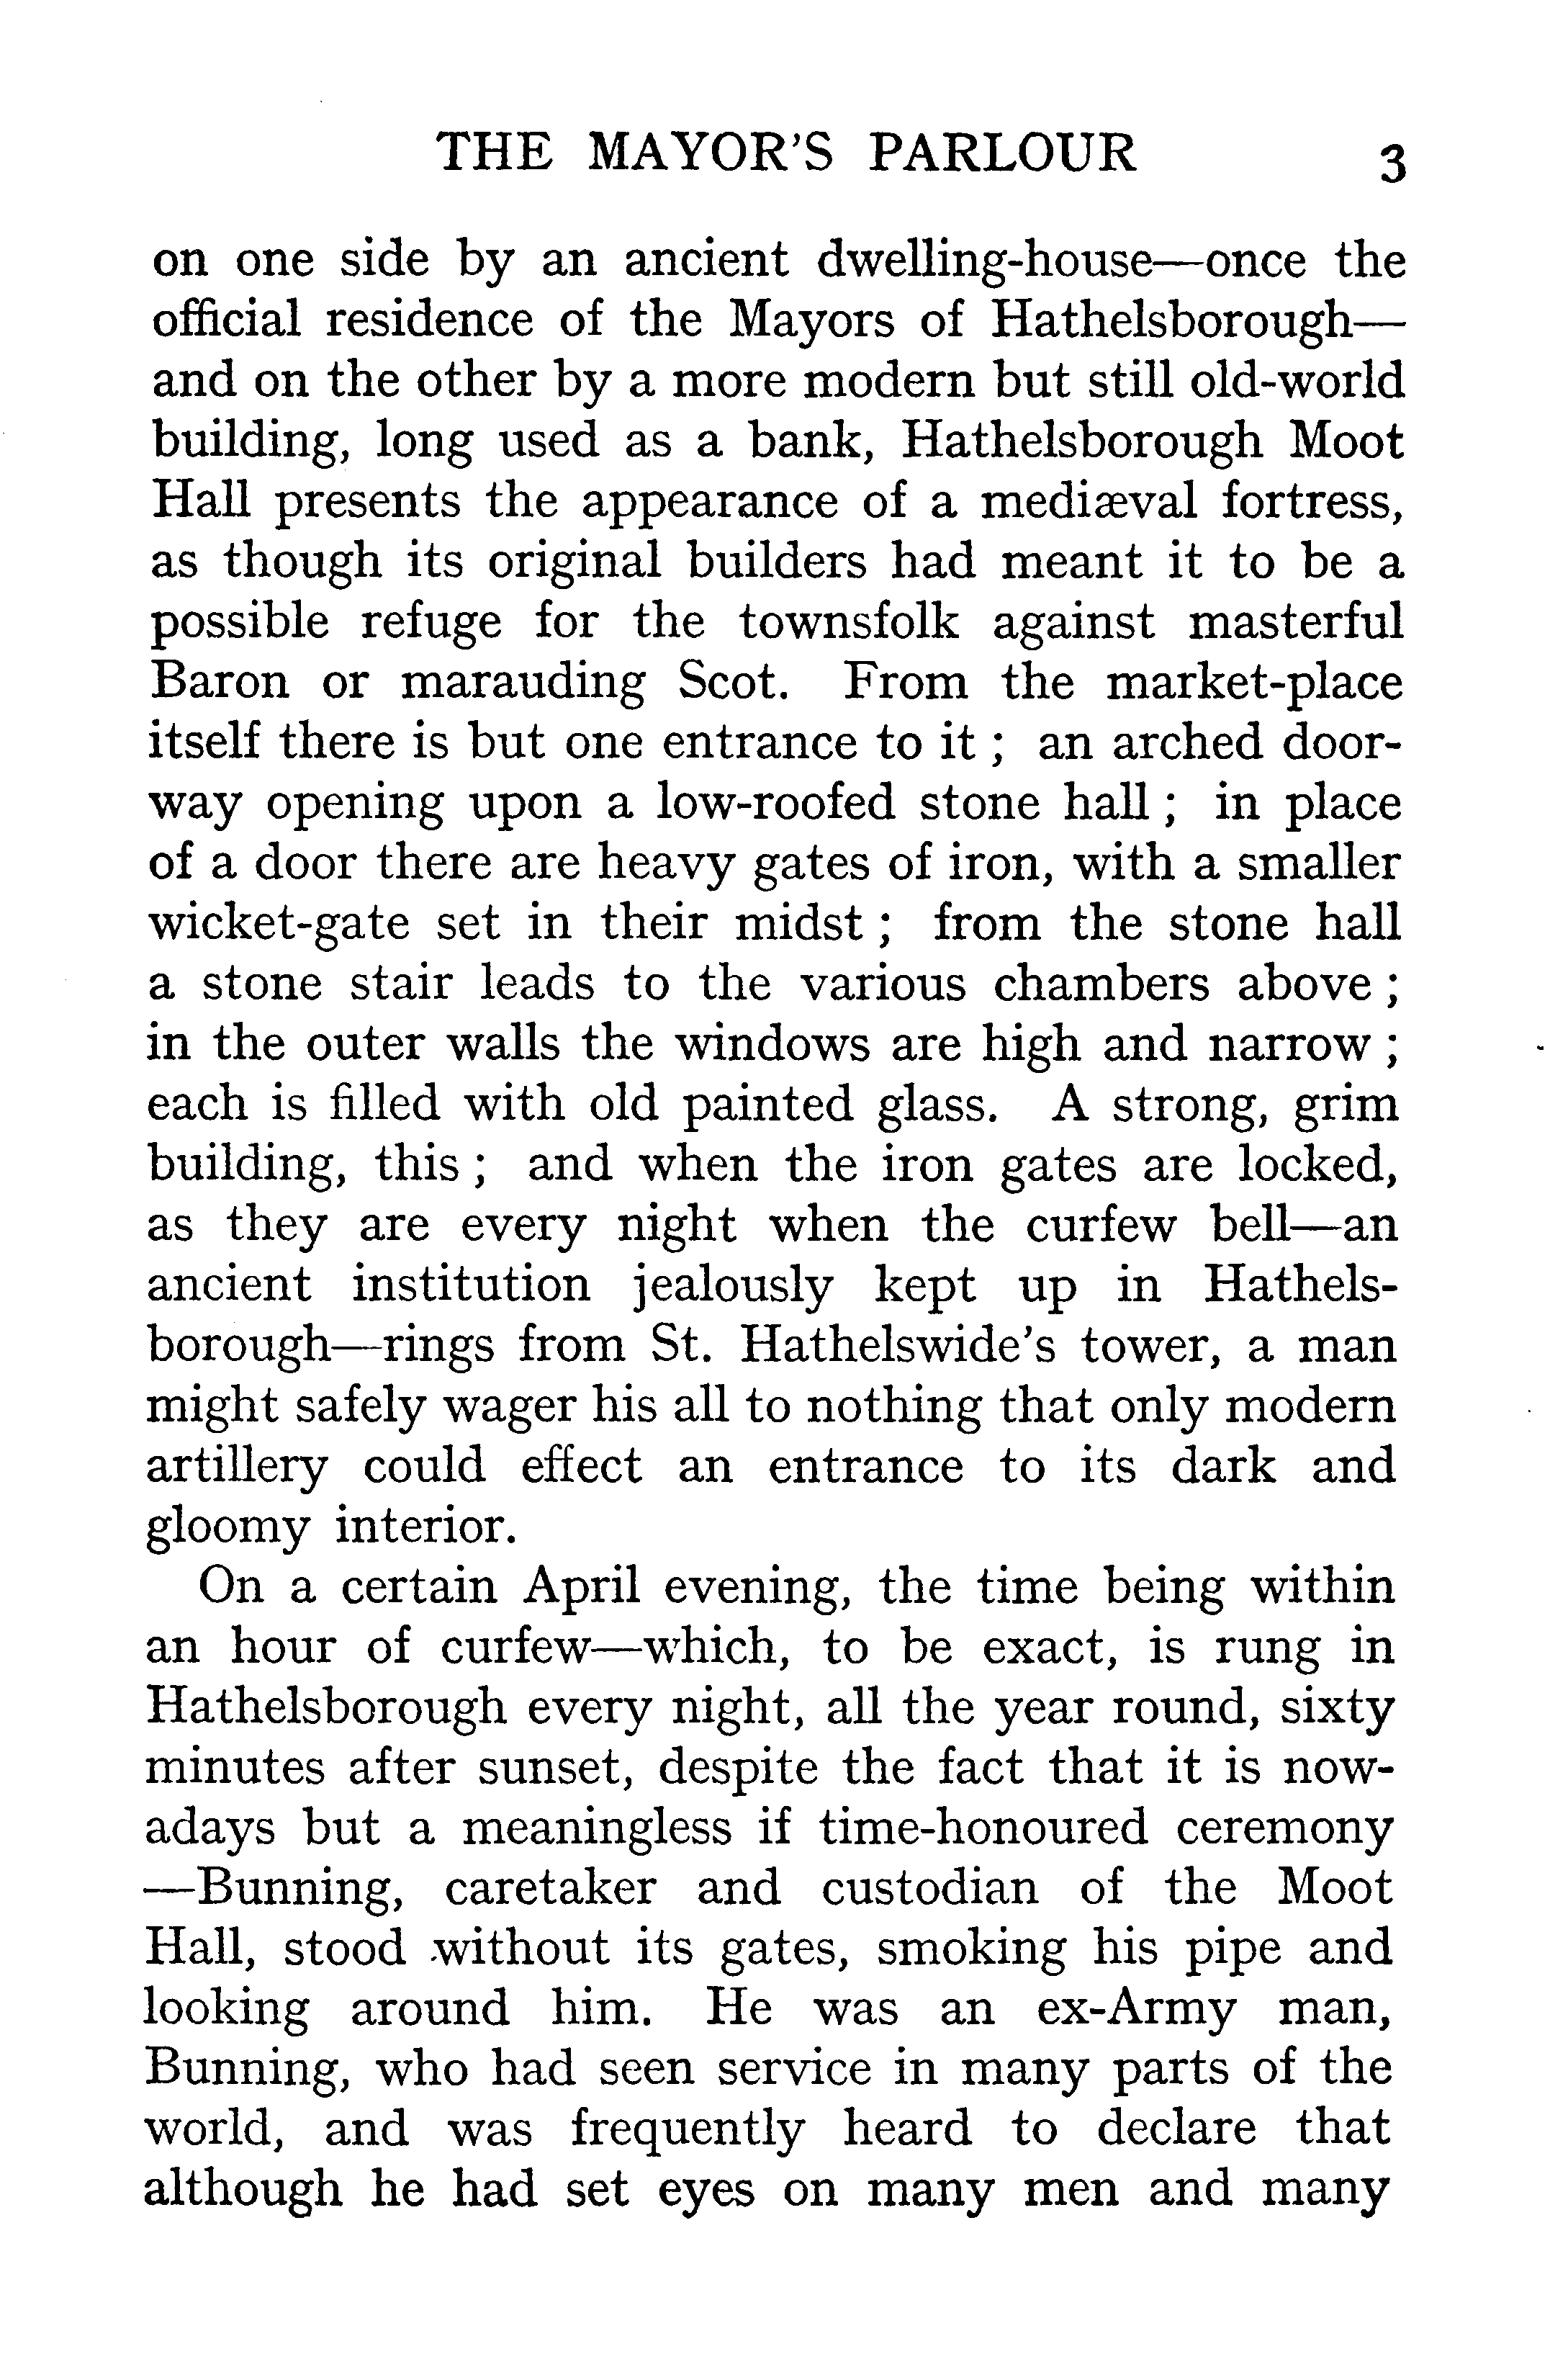 THE MAYOR'S PARLOUR 3
on one side by an ancient dwelling-house—once the
official residence of the Mayors of Hathelsborough—
and on the other by a more modern but still old-world
building, long used as a bank, Hathelsborough Moot
Hall presents the appearance of a mediæval fortress,
as though its original builders had meant it to be a
possible refuge for the townsfolk against masterful
Baron or marauding Scot. From the market-place
itself there is but one entrance to it ; an arched door-
way opening upon a low-roofed stone hall ; in place
of a door there are heavy gates of iron, with a smaller
wicket-gate set in their midst ; from the stone hall
a stone stair leads to the various chambers above ;
in the outer walls the windows are high and narrow ;
each is filled with old painted glass. A strong, grim
building, this ; and when the iron gates are locked,
as they are every night when the curfew bell—an
ancient institution jealously kept up in Hathels-
borough—rings from St. Hathelswide's tower, a man
might safely wager his all to nothing that only modern
artillery could effect an entrance to its dark and
gloomy interior.
On a certain April evening, the time being within
an hour of curfew—which, to be exact, is rung in
Hathelsborough every night, all the year round, sixty
minutes after sunset, despite the fact that it is now-
adays but a meaningless if time-honoured ceremony
—Bunning, caretaker and custodian of the Moot
Hall, stood without its gates, smoking his pipe and
looking around him. He was an ex-Army man,
Bunning, who had seen service in many parts of the
world, and was frequently heard to declare that
although he had set eyes on many men and many